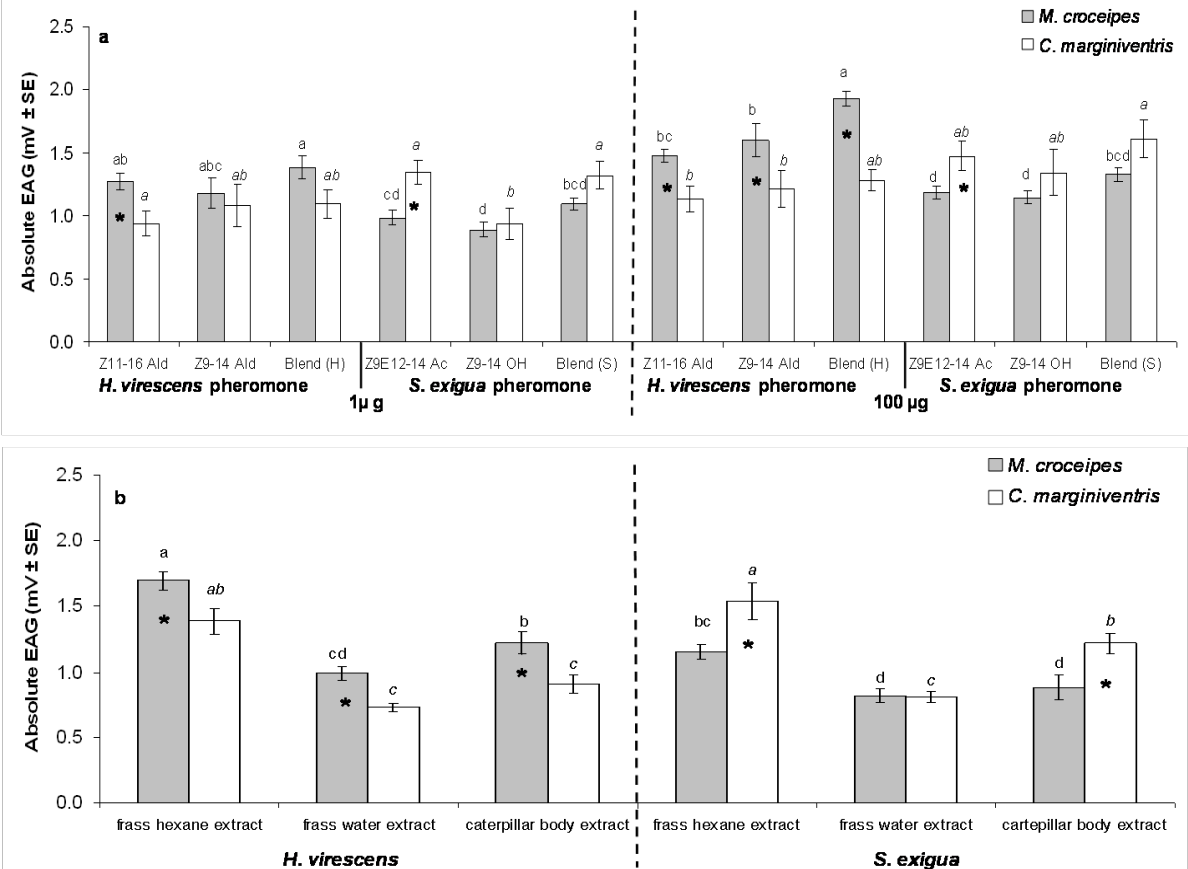 2.5
2.0
1.5
1.0
0.5
0.0
Absolute EAG (mV ± SE)
a
M. croceipes
C. marginiventris
ab a abc ab a ab cd a d b bcd a
bc b b b a ab d ab d ab bcd a
* *
* * * *
Z11-16 Ald Z9-14 Ald Blend (H) Z9E12-14 Ac Z9-14 OH Blend (S)
Z11-16 Ald Z9-14 Ald Blend (H) Z9E12-14 Ac Z9-14 OH Blend (S)
H. virescens pheromone S. exigua pheromone
H. virescens pheromone S. exigua pheromone
1µ g
100 µg
2.5
2.0
1.5
1.0
0.5
0.0
Absolute EAG (mV ± SE)
b
M. croceipes
C. marginiventris
a ab cd c b c
bc a d c d b
* * *
* *
frass hexane extract frass water extract caterpillar body extract
frass hexane extract frass water extract cartepillar body extract
H. virescens
S. exigua